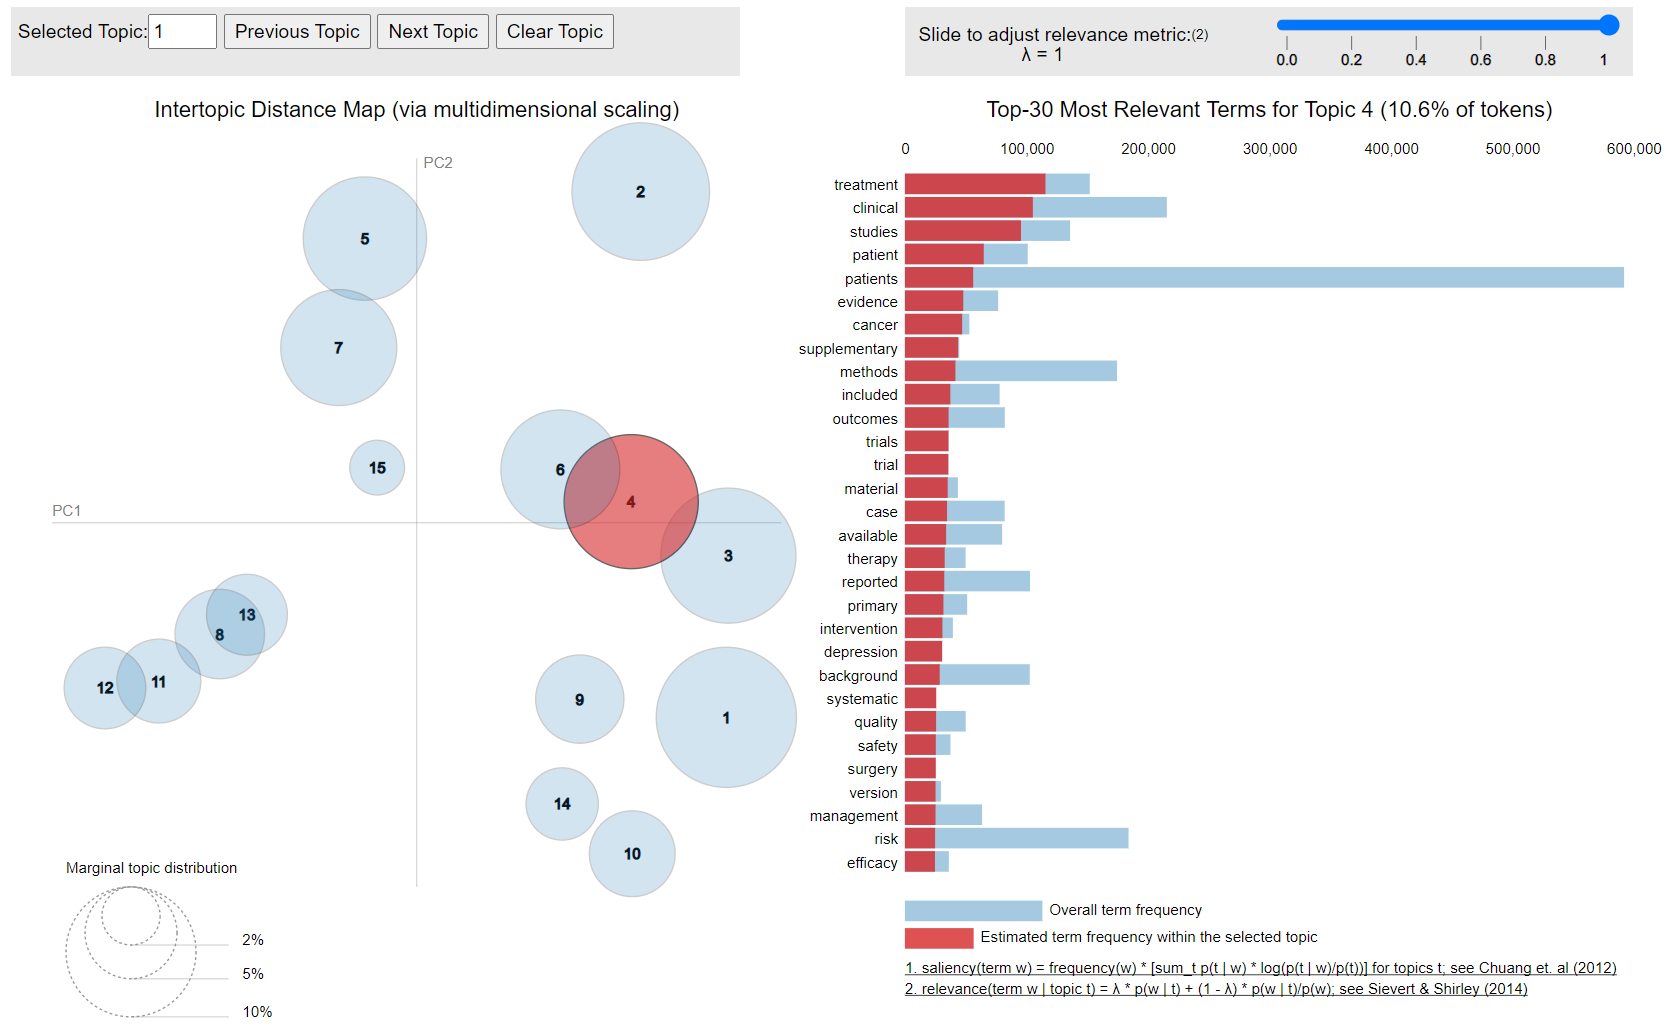 Selected Topic: 1 Previous Topic Next Topic Clear Topic
Slide to adjust relevance metric:(2)
λ = 1
0.0 0.2 0.4 0.6 0.8 1
Intertopic Distance Map (via multidimensional scaling)
PC2
PC1
2
5
7
15
6
4
3
13
8
12
11
9
1
14
10
Marginal topic distribution
2%
5%
10%
Top-30 Most Relevant Terms for Topic 4 (10.6% of tokens)
0 100,000 200,000 300,000 400,000 500,000 600,000
treatment
clinical
studies
patient
patients
evidence
cancer
supplementary
methods
included
outcomes
trials
trial
material
case
available
therapy
reported
primary
intervention
depression
background
systematic
quality
safety
surgery
version
management
risk
efficacy
Overall term frequency
Estimated term frequency within the selected topic
1. saliency(term w) = frequency(w) * [sum_t p(t | w) * log(p(t | w)/p(t))] for topics t; see Chuang et. al (2012)
2. relevance(term w | topic t) = λ * p(w | t) + (1 - λ) * p(w | t)/p(w); see Sievert & Shirley (2014)